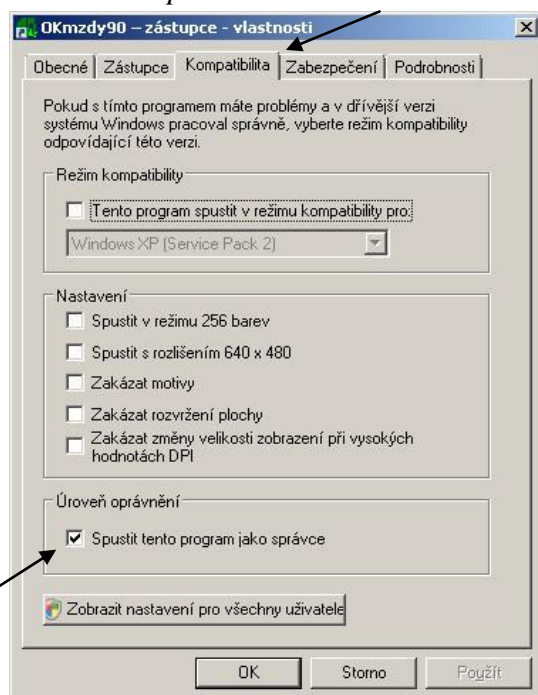 OKmzdy90 – zástupce - vlastnosti
Obecné Zástupce Kompatibilita Zabezpečení Podrobnosti
Pokud s tímto programem máte problémy a v dřívější verzi
systému Windows pracoval správně, vyberte režim kompatibility
odpovídající této verzi.
Režim kompatibility
Tento program spustit v režimu kompatibility pro:
Windows XP (Service Pack 2)
Nastavení
Spustit v režimu 256 barev
Spustit s rozlišením 640 x 480
Zakázat motivy
Zakázat rozvržení plochy
Zakázat změny velikosti zobrazení při vysokých
hodnotách DPI
Úroveň oprávnění
Spustit tento program jako správce
Zobrazit nastavení pro všechny uživatele
OK Storno Použít